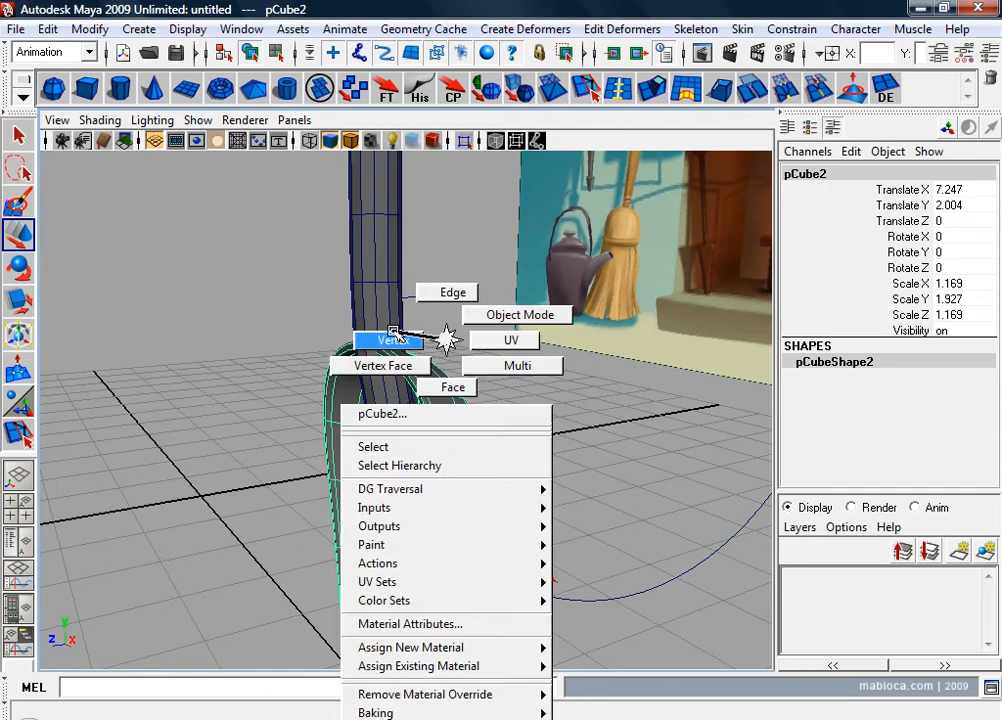 Autodesk Maya 2009 Unlimited: untitled --- pCube2
File Edit Modify Create Display Window Assets Animate Geometry Cache Create Deformers Edit Deformers Skeleton Skin Constrain Character Muscle Help
Animation X: Y:
FT His CP DE
View Shading Lighting Show Renderer Panels
Channels Edit Object Show
pCube2
Translate X 7.247
Translate Y 2.004
Translate Z 0
Rotate X 0
Rotate Y 0
Rotate Z 0
Scale X 1.169
Scale Y 1.927
Scale Z 1.169
Visibility on
SHAPES
pCubeShape2
Edge
Object Mode
Vertex
UV
Vertex Face
Multi
Face
pCube2...
Select
Select Hierarchy
DG Traversal
Inputs
Outputs
Paint
Actions
UV Sets
Color Sets
Material Attributes...
Assign New Material
Assign Existing Material
Remove Material Override
Baking
Display Render Anim
Layers Options Help
<< >>
y
z x
MEL
mabioca.com | 2009